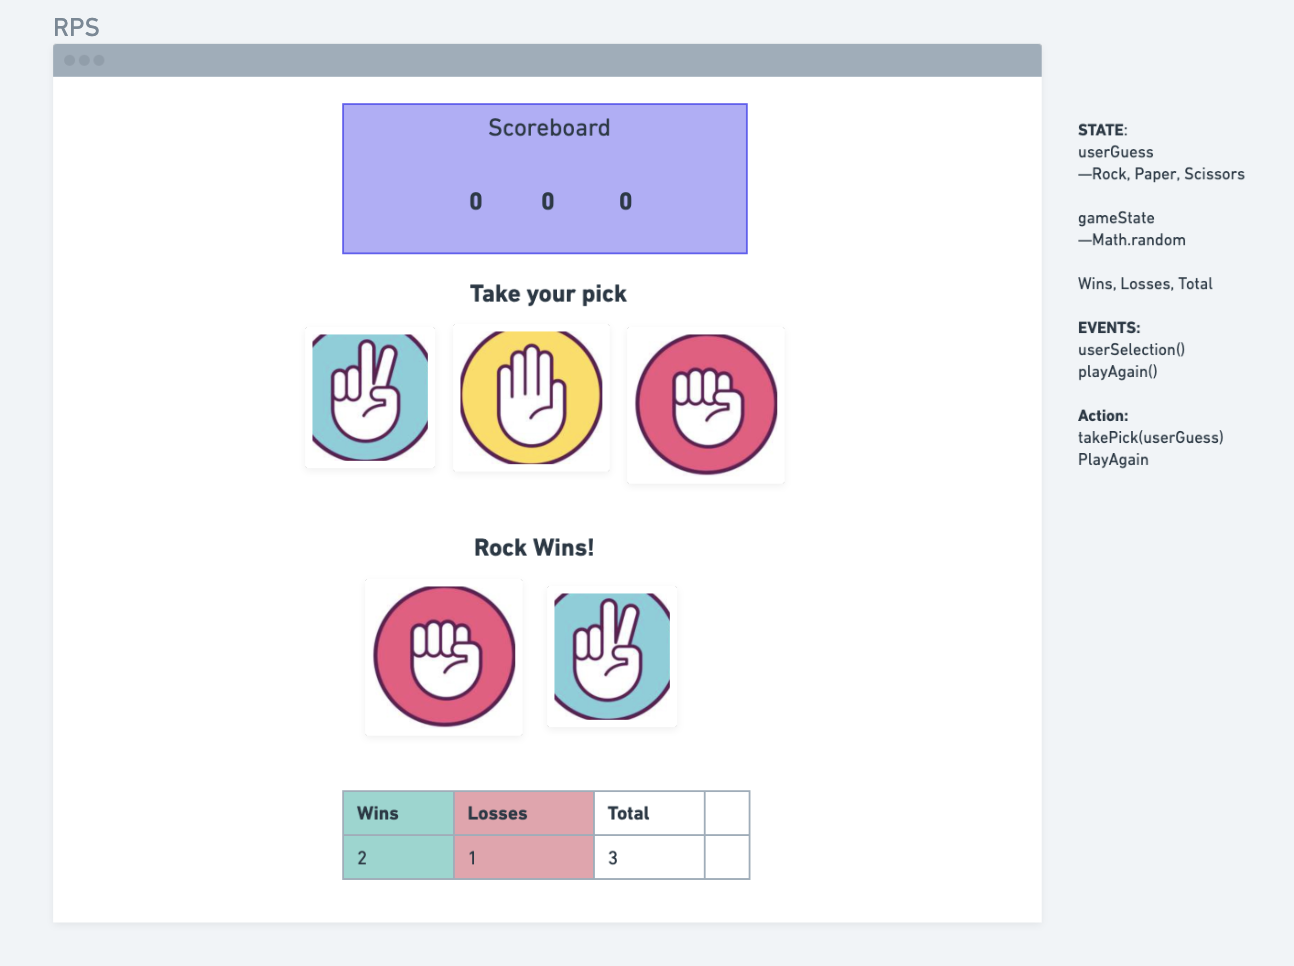 RPS
Scoreboard
0 0 0
Take your pick
Rock Wins!
Wins Losses Total
2 1 3
STATE:
userGuess
—Rock, Paper, Scissors
gameState
—Math.random
Wins, Losses, Total
EVENTS:
userSelection()
playAgain()
Action:
takePick(userGuess)
PlayAgain